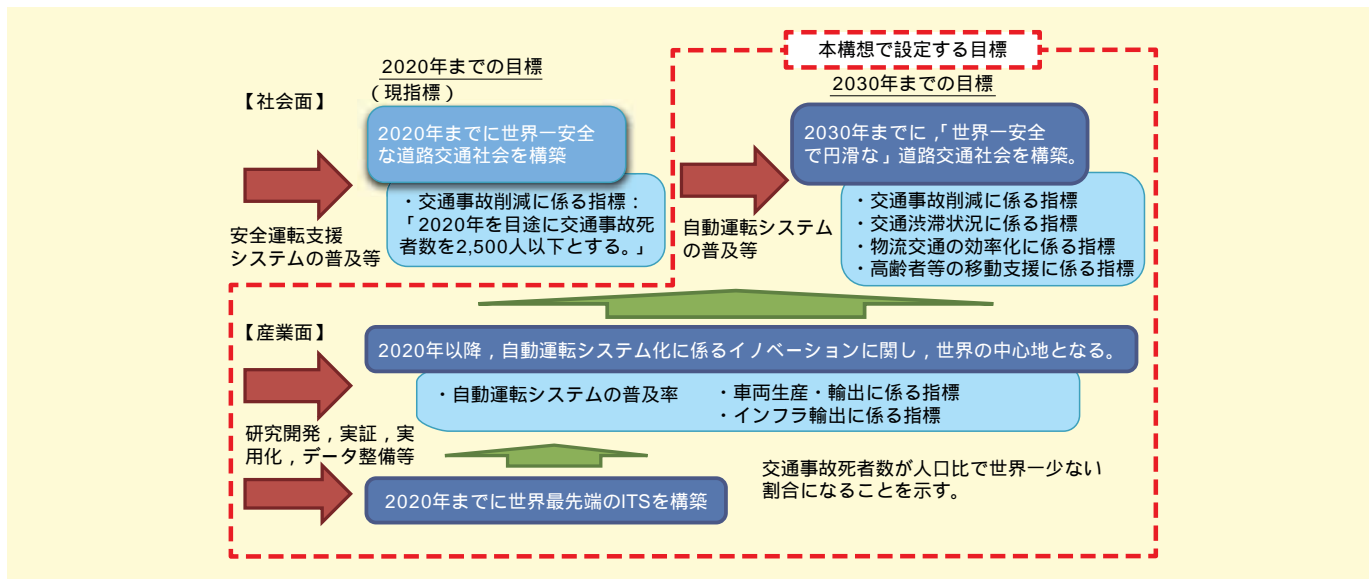 本構想で設定する目標
2020年までの目標
（現指標）
2030年までの目標
【社会面】
2020年までに世界一安全
な道路交通社会を構築
・交通事故削減に係る指標：
「2020年を目途に交通事故死
者数を2,500人以下とする。」
安全運転支援
システムの普及等
2030年までに，「世界一安全
で円滑な」道路交通社会を構築。
・交通事故削減に係る指標
・交通渋滞状況に係る指標
・物流交通の効率化に係る指標
・高齢者等の移動支援に係る指標
自動運転システム
の普及等
【産業面】
2020年以降，自動運転システム化に係るイノベーションに関し，世界の中心地となる。
・自動運転システムの普及率
・車両生産・輸出に係る指標
・インフラ輸出に係る指標
研究開発，実証，実
用化，データ整備等
2020年までに世界最先端のITSを構築
交通事故死者数が人口比で世界一少ない
割合になることを示す。